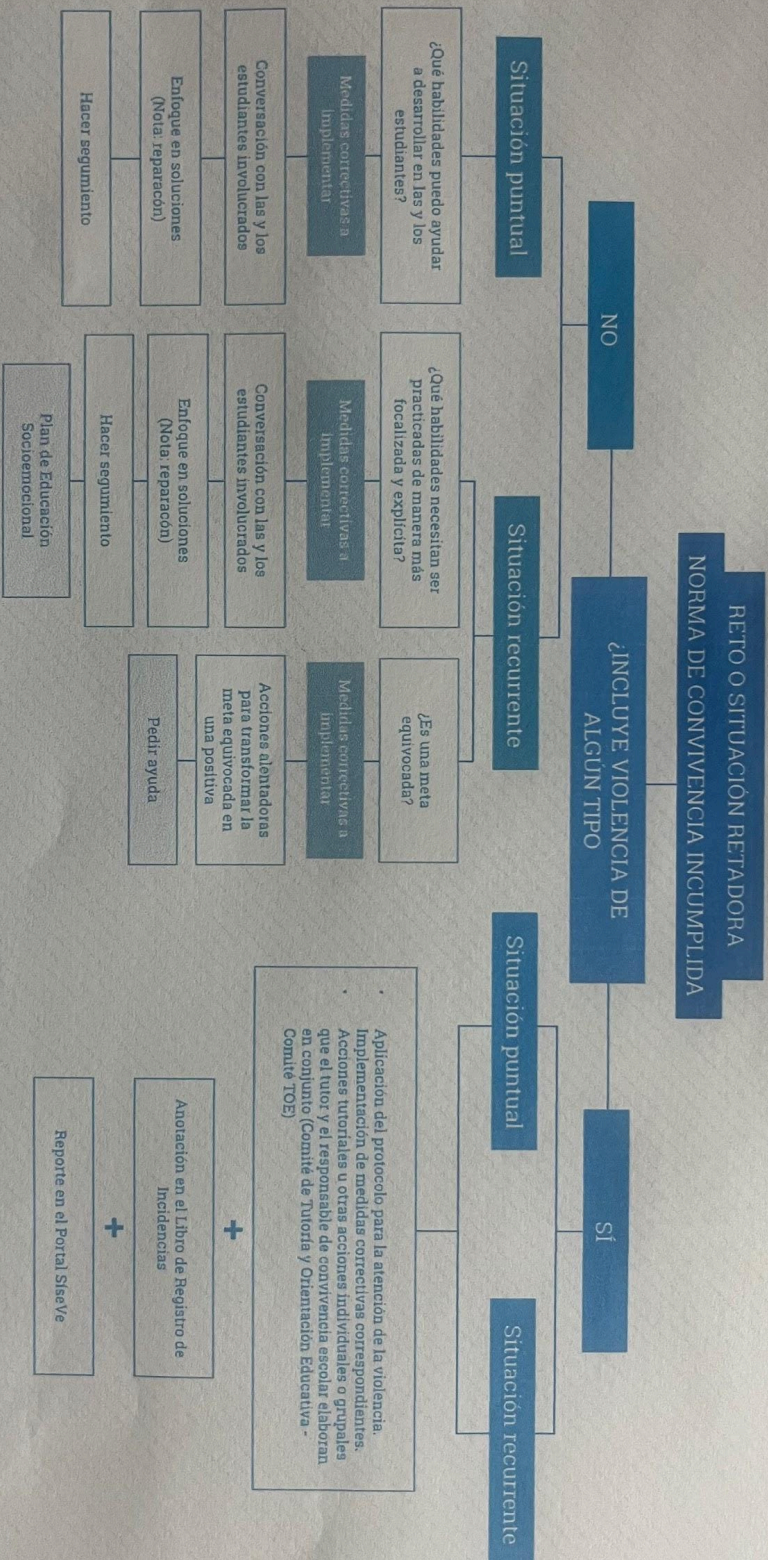 RETO O SITUACIÓN RETADORA
NORMA DE CONVIVENCIA INCUMPLIDA
¿INCLUYE VIOLENCIA DE
ALGÚN TIPO
NO
Situación puntual
¿Qué habilidades puedo ayudar
a desarrollar en las y los
estudiantes?
Medidas correctivas a
implementar
Conversación con las y los
estudiantes involucrados
Enfoque en soluciones
(Nota: reparacón)
Hacer segumiento
Situación recurrente
¿Qué habilidades necesitan ser
practicadas de manera más
focalizada y explícita?
Medidas correctivas a
implementar
Conversación con las y los
estudiantes involucrados
Enfoque en soluciones
(Nota: reparacón)
Hacer segumiento
Plan de Educación
Socioemocional
¿Es una meta
equivocada?
Medidas correctivas a
implementar
Acciones alentadoras
para transformar la
meta equivocada en
una positiva
Pedir ayuda
SÍ
Situación puntual
Situación recurrente
• Aplicación del protocolo para la atención de la violencia.
Implementación de medidas correctivas correspondientes.
• Acciones tutoriales u otras acciones individuales o grupales
que el tutor y el responsable de convivencia escolar elaboran
en conjunto (Comité de Tutoría y Orientación Educativa -
Comité TOE)
+
Anotación en el Libro de Registro de
Incidencias
+
Reporte en el Portal SíseVe